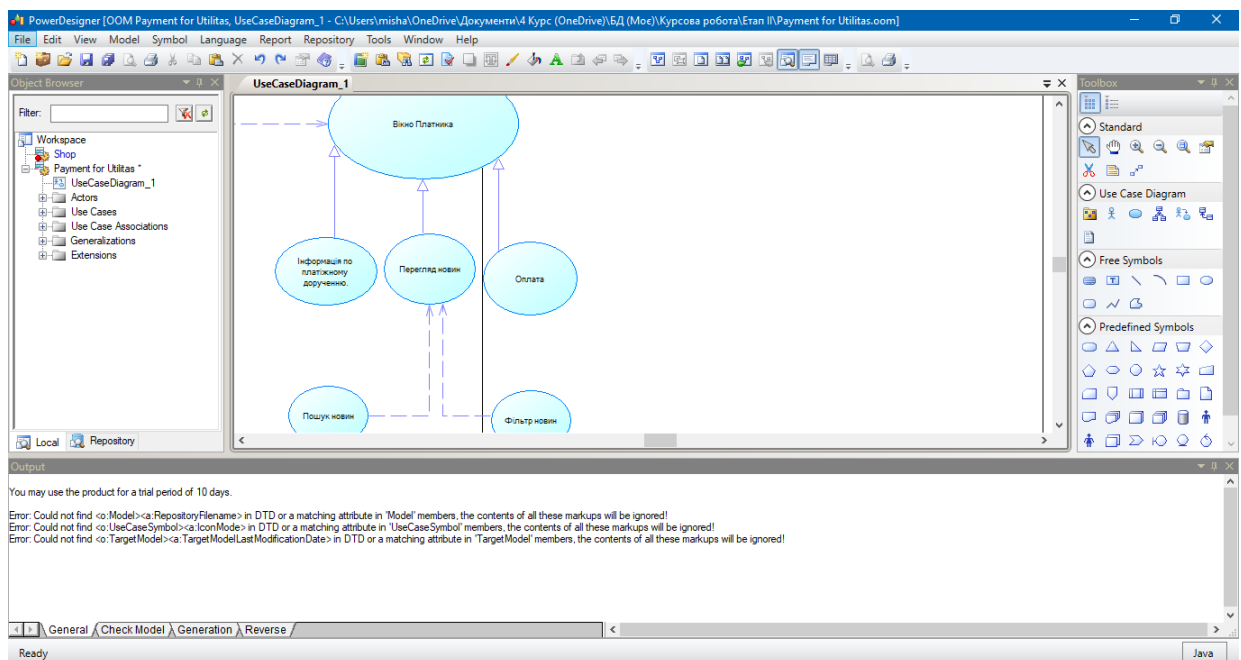 PowerDesigner [OOM Payment for Utilitas, UseCaseDiagram_1 - C:\Users\misha\OneDrive\Документи\4 Курс (OneDrive)\БД (Моє)\Курсова робота\Етап II\Payment for Utilitas.oom]
File Edit View Model Symbol Language Report Repository Tools Window Help
Object Browser
Filter:
Workspace
Shop
Payment for Utilitas *
UseCaseDiagram_1
Actors
Use Cases
Use Case Associations
Generalizations
Extensions
Local Repository
UseCaseDiagram_1
Вікно Платника
Інформація по
платіжному
дорученню.
Перегляд новин
Оплата
Пошук новин
Фільтр новин
Toolbox
Standard
Use Case Diagram
Free Symbols
Predefined Symbols
Output
You may use the product for a trial period of 10 days.
Error: Could not find <o:Model><a:RepositoryFilename> in DTD or a matching attribute in 'Model' members, the contents of all these markups will be ignored!
Error: Could not find <o:UseCaseSymbol><a:IconMode> in DTD or a matching attribute in 'UseCaseSymbol' members, the contents of all these markups will be ignored!
Error: Could not find <o:TargetModel><a:TargetModelLastModificationDate> in DTD or a matching attribute in 'TargetModel' members, the contents of all these markups will be ignored!
General Check Model Generation Reverse
Ready
Java